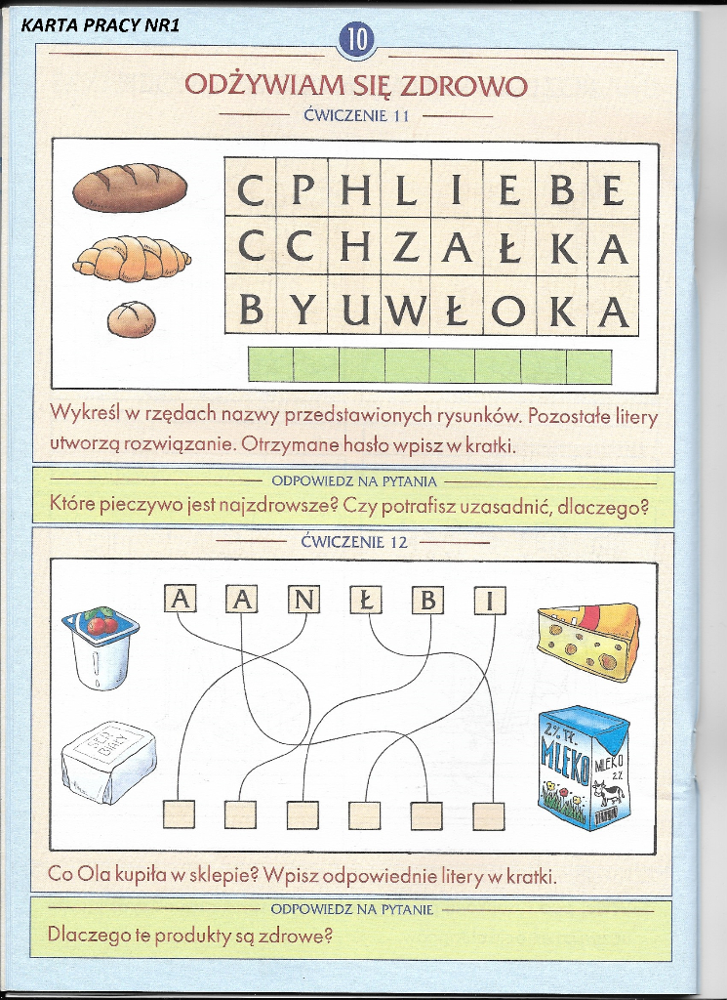 KARTA PRACY NR1
10
ODŻYWIAM SIĘ ZDROWO
ĆWICZENIE 11
C P H L I E B E
C C H Z A Ł K A
B Y U W Ł O K A
Wykreśl w rzędach nazwy przedstawionych rysunków. Pozostałe litery
utworzą rozwiązanie. Otrzymane hasło wpisz w kratki.
ODPOWIEDZ NA PYTANIA
Które pieczywo jest najzdrowsze? Czy potrafisz uzasadnić, dlaczego?
ĆWICZENIE 12
A A N Ł B I
SER
BIAŁY
2% TŁ.
MLEKO
MLEKO
2%
Co Ola kupiła w sklepie? Wpisz odpowiednie litery w kratki.
ODPOWIEDZ NA PYTANIE
Dlaczego te produkty są zdrowe?